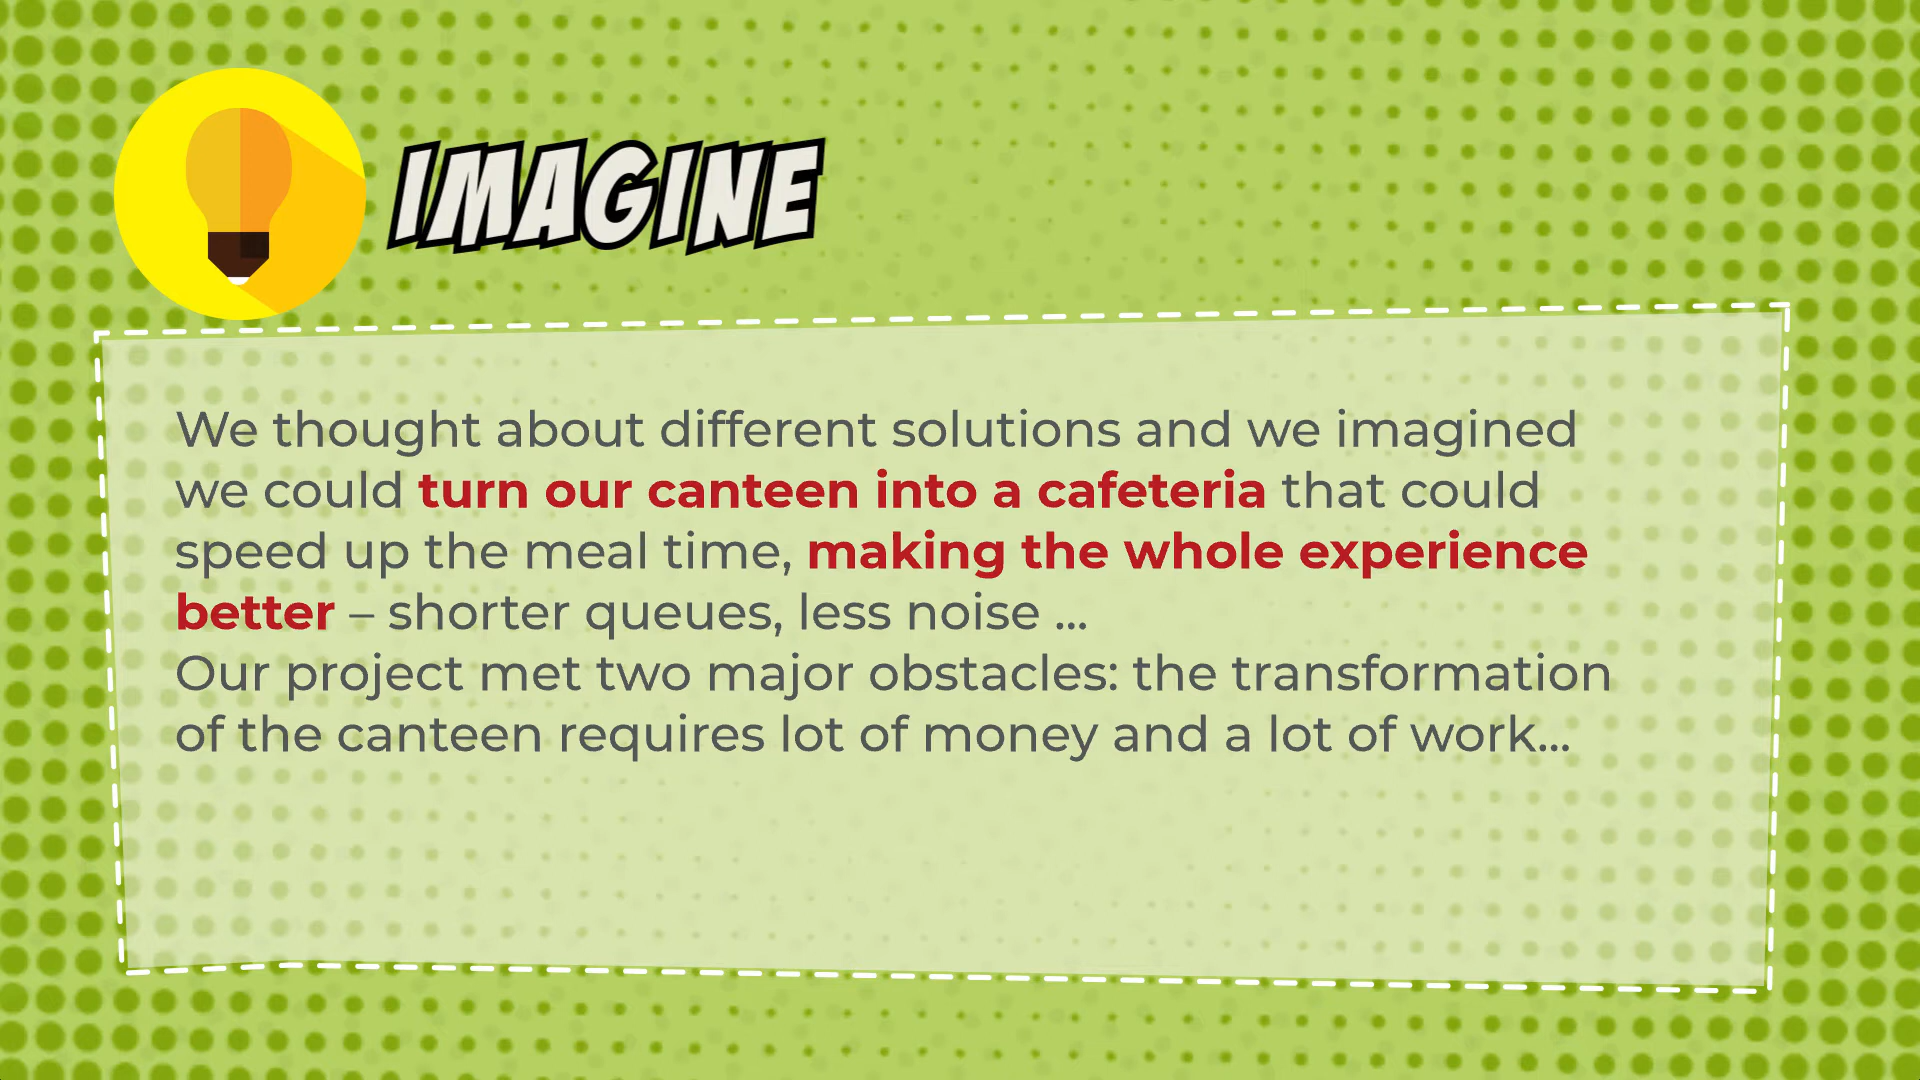 IMAGINE
We thought about different solutions and we imagined
we could turn our canteen into a cafeteria that could
speed up the meal time, making the whole experience
better – shorter queues, less noise ...
Our project met two major obstacles: the transformation
of the canteen requires lot of money and a lot of work...